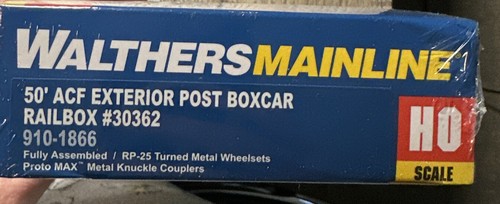 WALTHERSMAINLINE®
50' ACF EXTERIOR POST BOXCAR
RAILBOX #30362
910-1866
Fully Assembled / RP-25 Turned Metal Wheelsets
Proto MAX™ Metal Knuckle Couplers
HO
SCALE